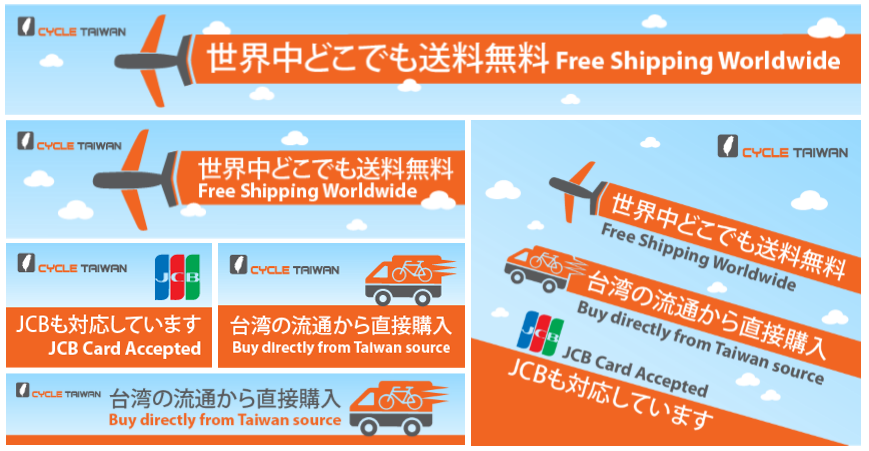 CYCLE TAIWAN
世界中どこでも送料無料 Free Shipping Worldwide
CYCLE TAIWAN
世界中どこでも送料無料
Free Shipping Worldwide
CYCLE TAIWAN
JCB
JCBも対応しています
JCB Card Accepted
CYCLE TAIWAN
台湾の流通から直接購入
Buy directly from Taiwan source
CYCLE TAIWAN
台湾の流通から直接購入
Buy directly from Taiwan source
CYCLE TAIWAN
世界中どこでも送料無料
Free Shipping Worldwide
台湾の流通から直接購入
Buy directly from Taiwan source
JCB
JCB Card Accepted
JCBも対応しています